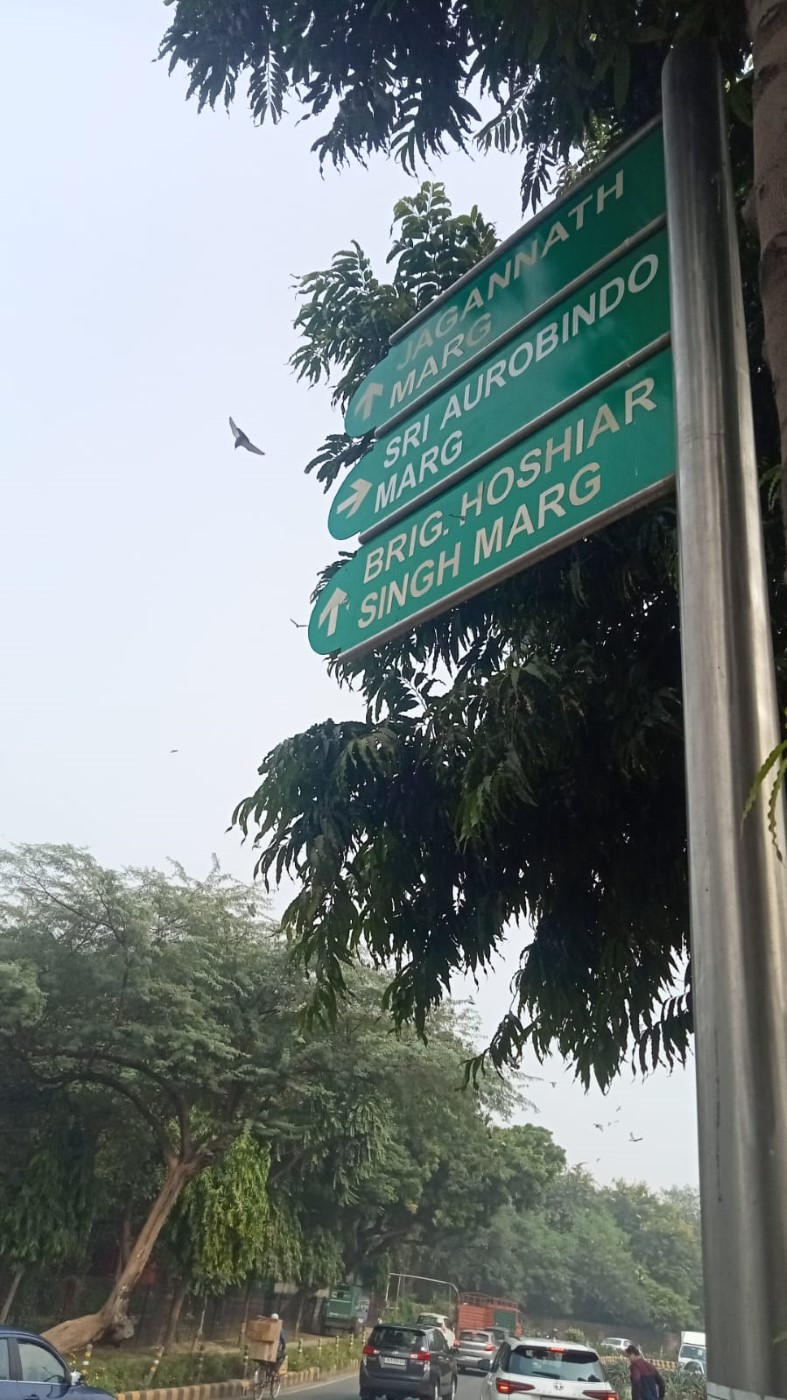 JAGANNATH
MARG
SRI AUROBINDO
MARG
BRIG. HOSHIAR
SINGH MARG